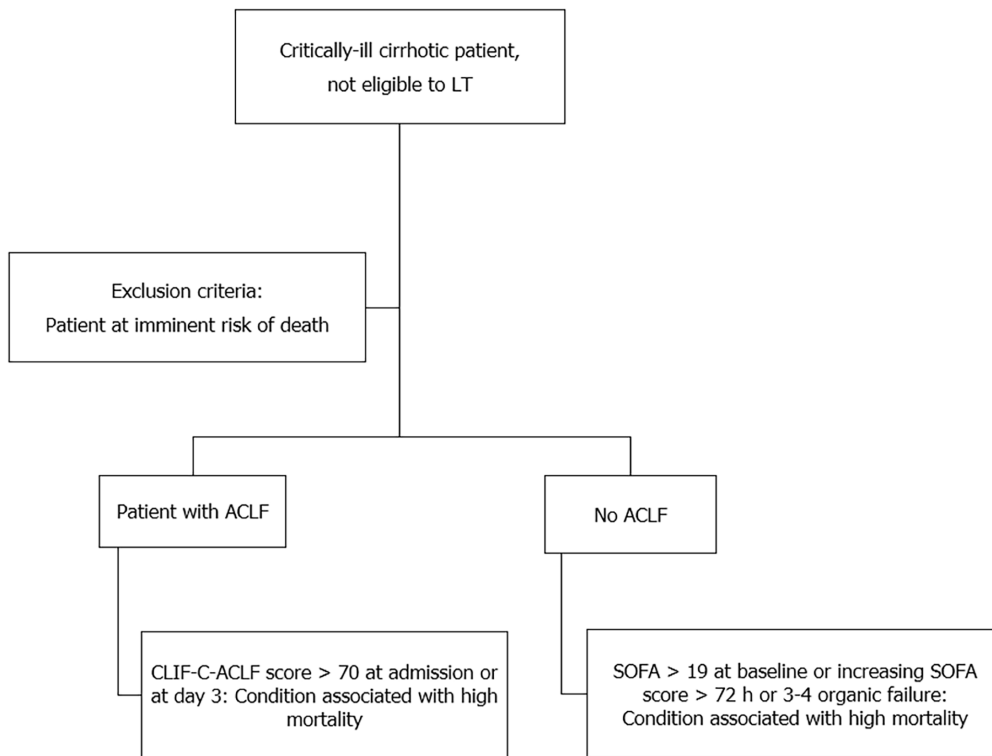 Critically-ill cirrhotic patient,
not eligible to LT
Exclusion criteria:
Patient at imminent risk of death
Patient with ACLF
No ACLF
CLIF-C-ACLF score > 70 at admission or
at day 3: Condition associated with high
mortality
SOFA > 19 at baseline or increasing SOFA
score > 72 h or 3-4 organic failure:
Condition associated with high mortality